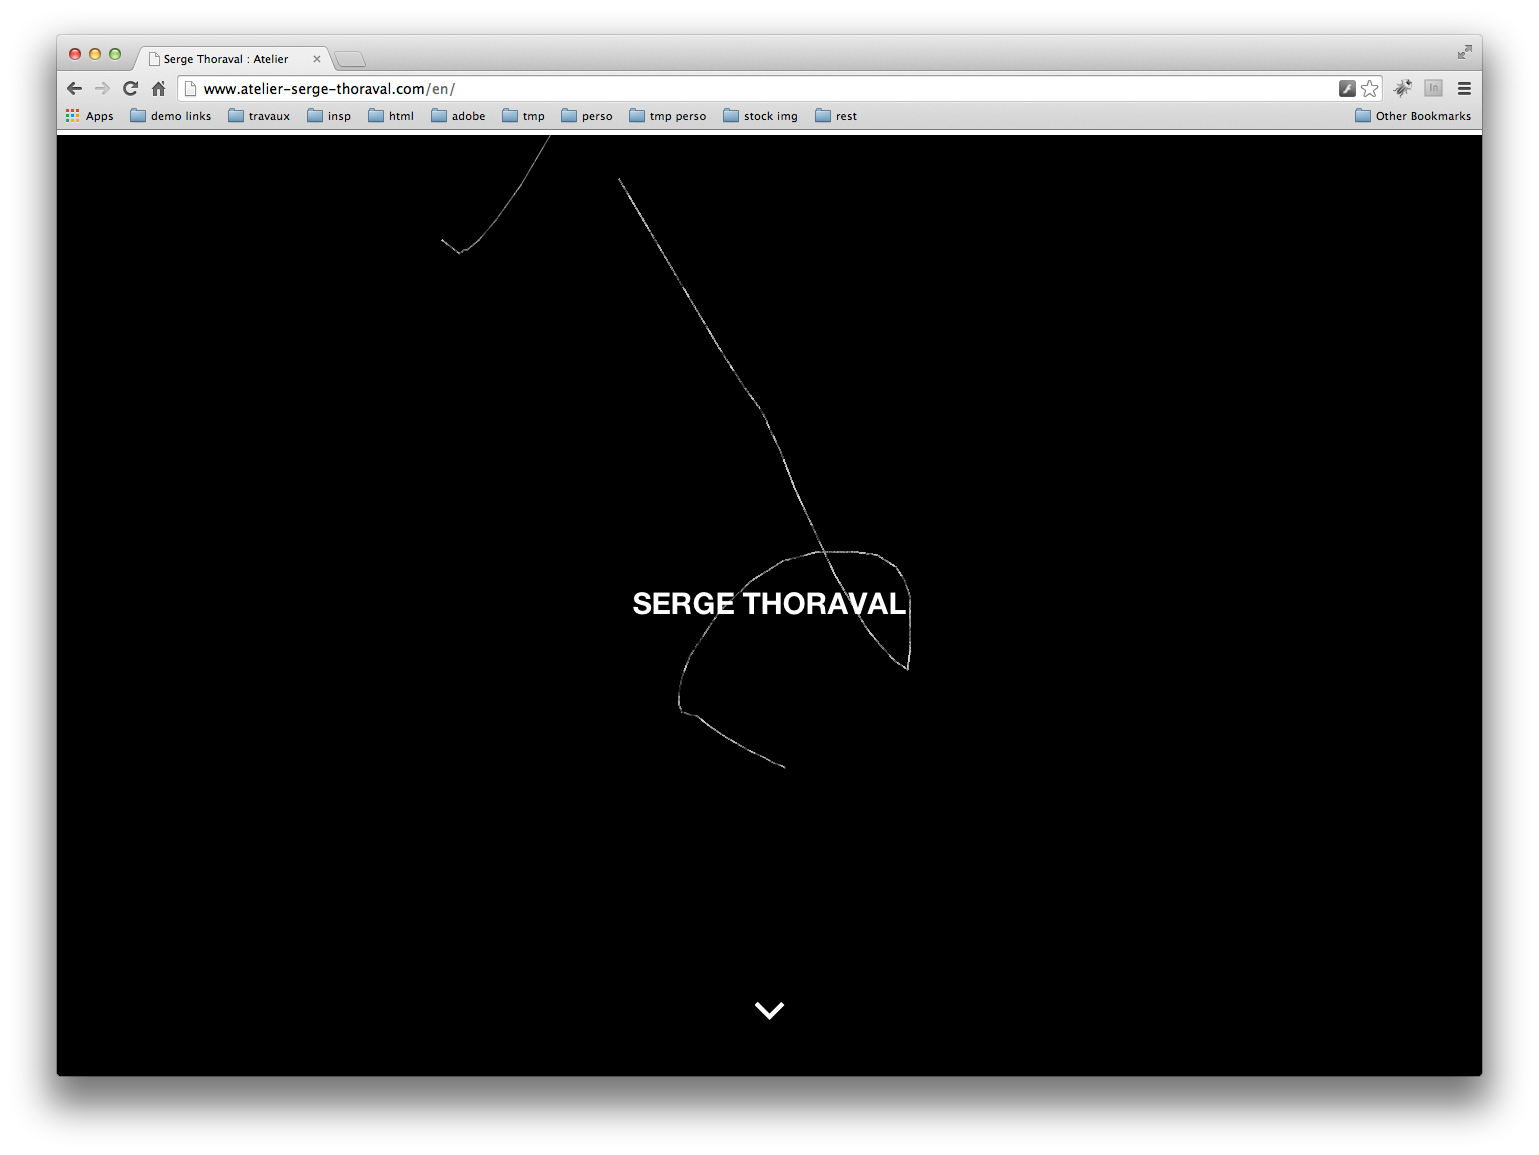 Serge Thoraval : Atelier
www.atelier-serge-thoraval.com/en/
In
Apps demo links travaux insp html adobe tmp perso tmp perso stock img rest Other Bookmarks
SERGE THORAVAL